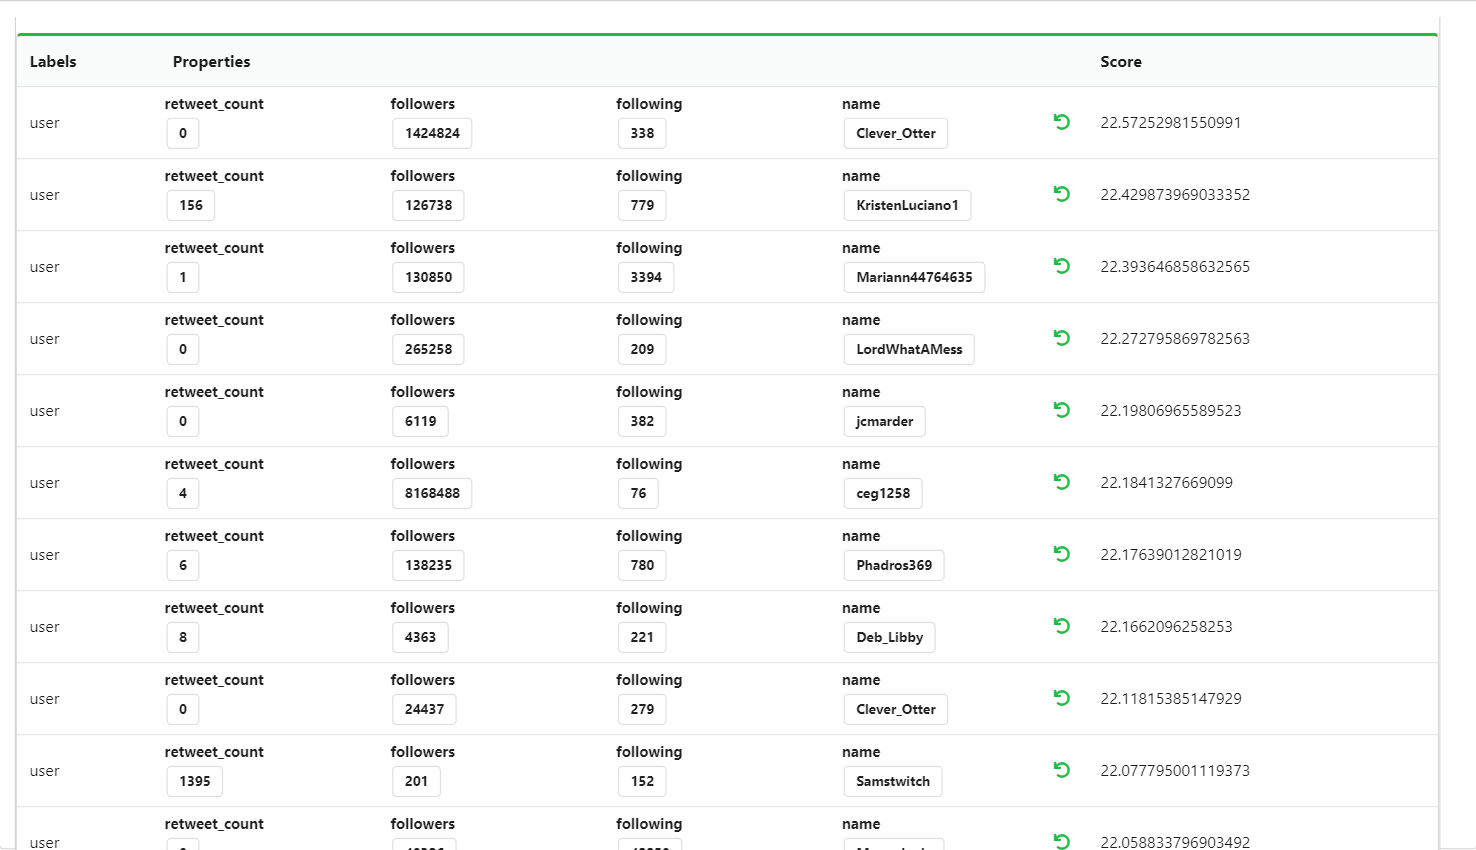 Labels Properties Score
retweet_count followers following name
user 0 1424824 338 Clever_Otter 22.57252981550991
retweet_count followers following name
user 156 126738 779 KristenLuciano1 22.429873969033352
retweet_count followers following name
user 1 130850 3394 Mariann44764635 22.393646858632565
retweet_count followers following name
user 0 265258 209 LordWhatAMess 22.272795869782563
retweet_count followers following name
user 0 6119 382 jcmarder 22.19806965589523
retweet_count followers following name
user 4 8168488 76 ceg1258 22.1841327669099
retweet_count followers following name
user 6 138235 780 Phadros369 22.17639012821019
retweet_count followers following name
user 8 4363 221 Deb_Libby 22.1662096258253
retweet_count followers following name
user 0 24437 279 Clever_Otter 22.11815385147929
retweet_count followers following name
user 1395 201 152 Samstwitch 22.077795001119373
retweet_count followers following name
user 22.058833796903492